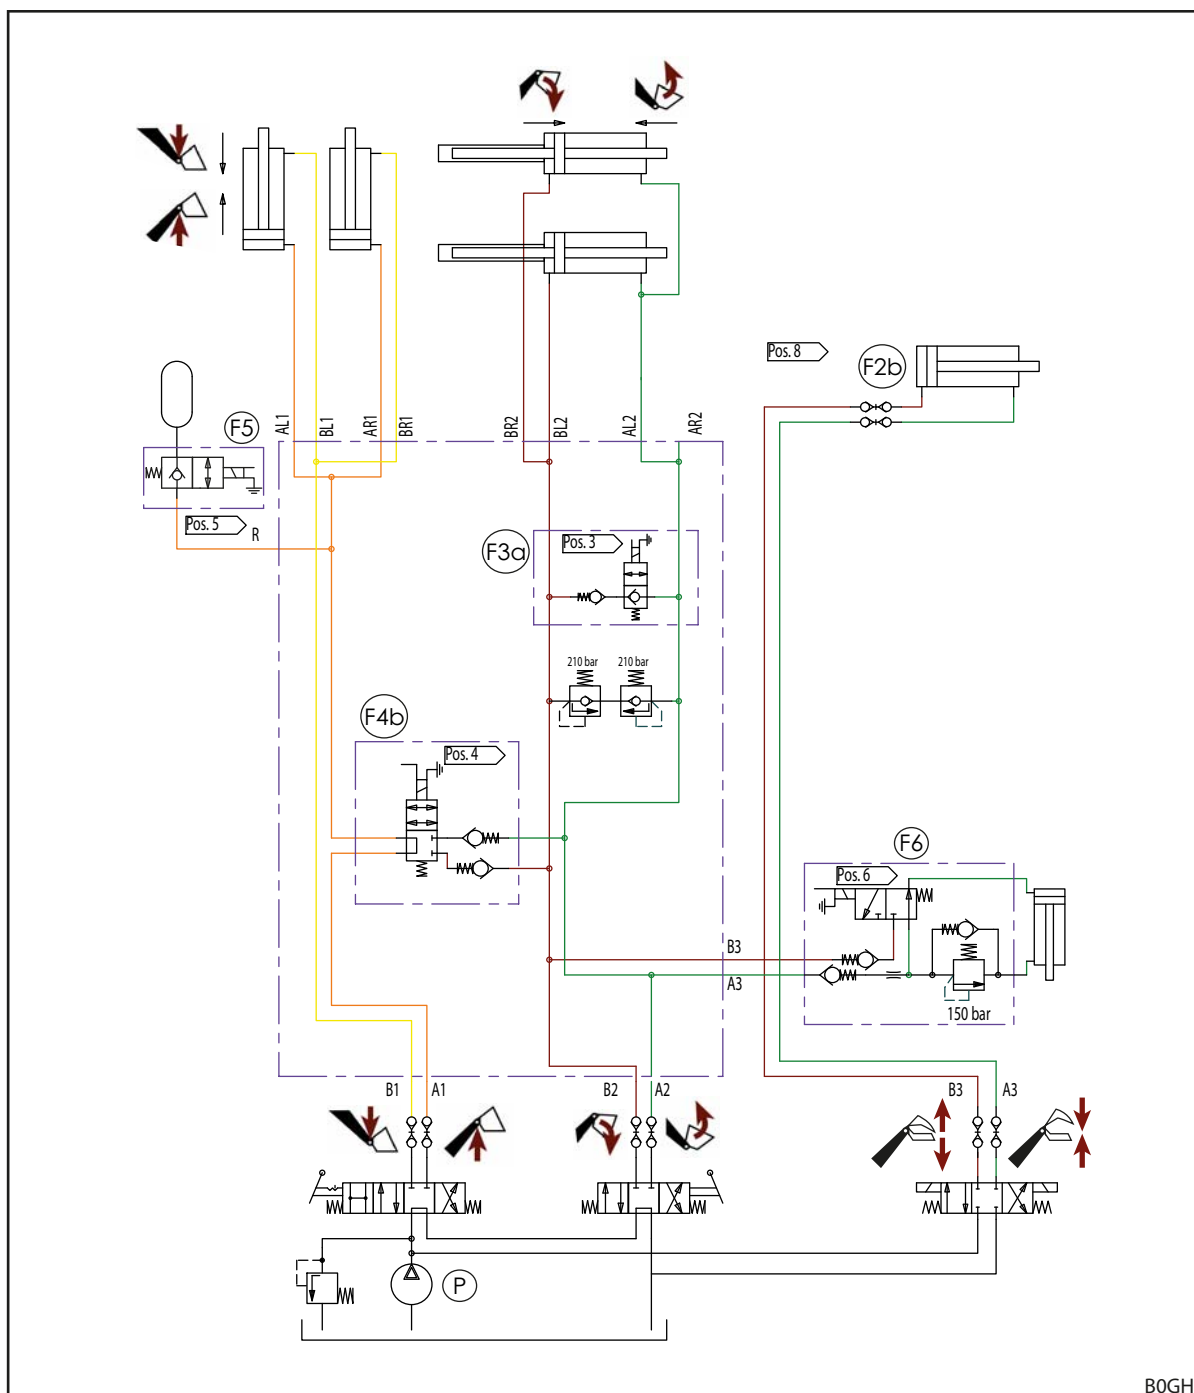 Pos. 8
F2b
F5
AL1
BL1
AR1
BR1
BR2
BL2
AL2
AR2
Pos. 5
R
F3a
Pos. 3
210 bar
210 bar
F4b
Pos. 4
F6
Pos. 6
B3
A3
150 bar
B1
A1
B2
A2
B3
A3
P
B0GH